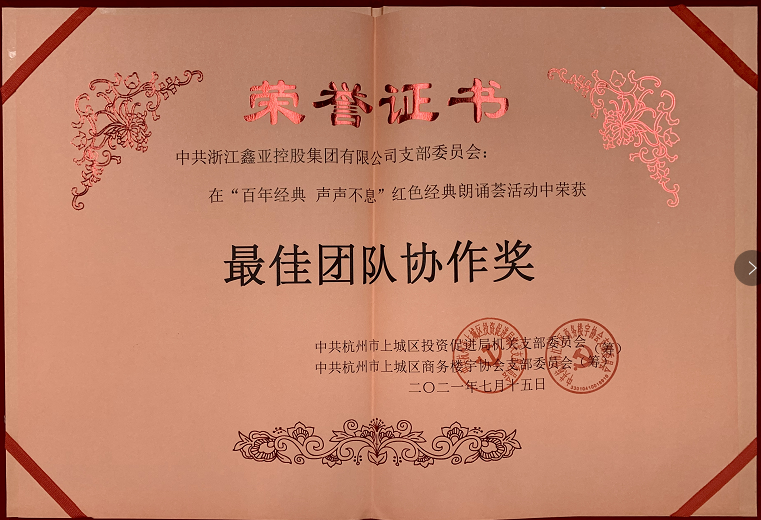 荣誉证书
中共浙江鑫亚控股集团有限公司支部委员会：
在“百年经典 声声不息”红色经典朗诵荟活动中荣获
最佳团队协作奖
中共杭州市上城区投资促进局机关支部委员会（筹）
中共杭州市上城区商务楼宇协会支部委员会（筹）
二〇二一年七月十五日